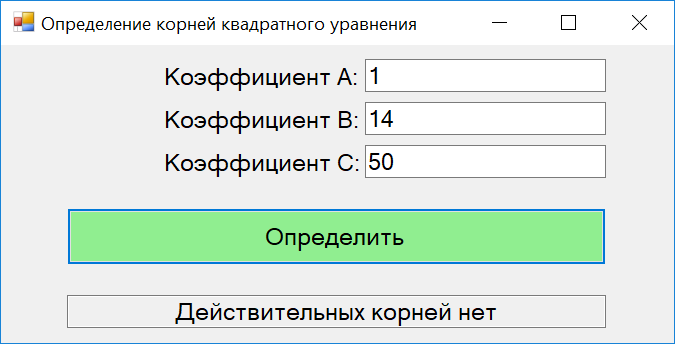 Определение корней квадратного уравнения
Коэффициент A: 1
Коэффициент B: 14
Коэффициент C: 50
Определить
Действительных корней нет